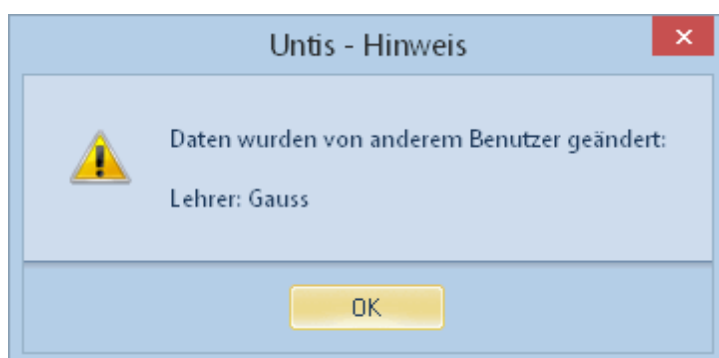 Untis - Hinweis
Daten wurden von anderem Benutzer geändert:
Lehrer: Gauss
OK